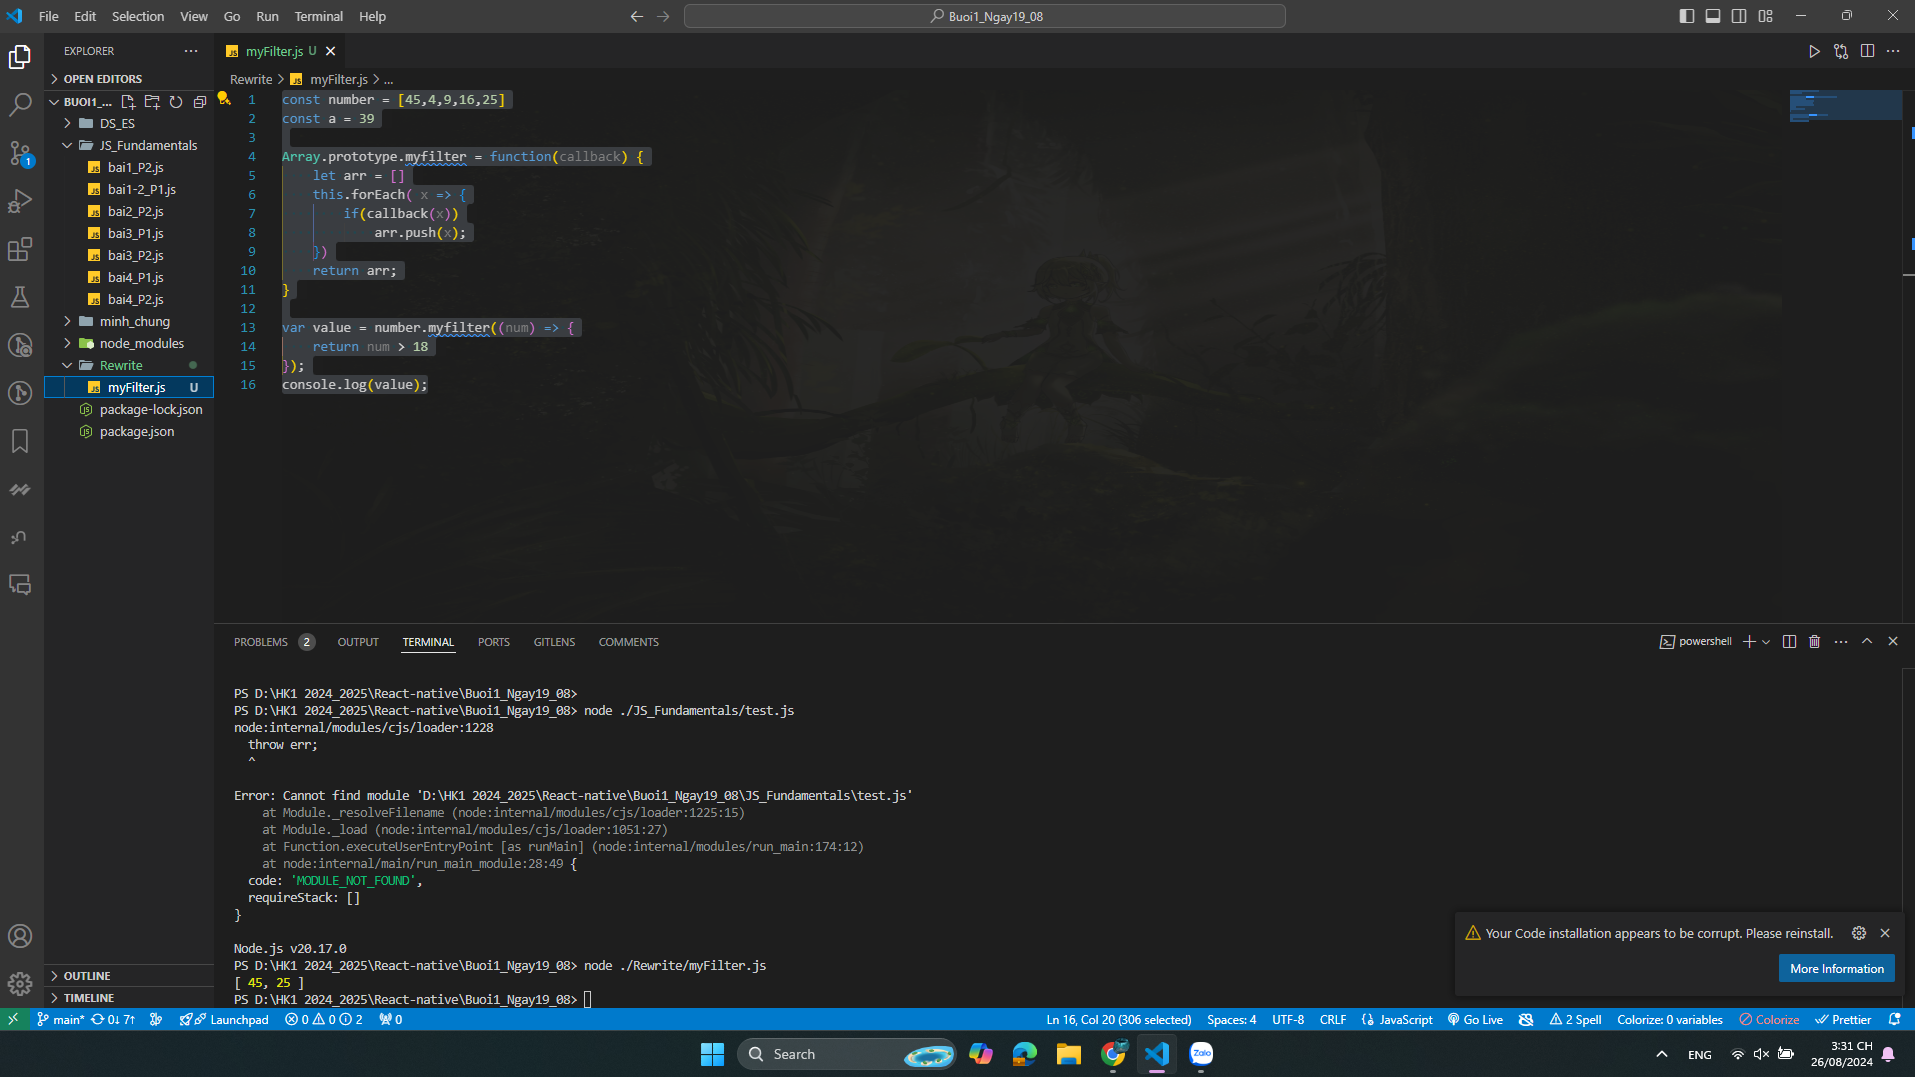 File Edit Selection View Go Run Terminal Help
Buoi1_Ngay19_08
EXPLORER
OPEN EDITORS
BUOI1_...
DS_ES
JS_Fundamentals
bai1_P2.js
bai1-2_P1.js
bai2_P2.js
bai3_P1.js
bai3_P2.js
bai4_P1.js
bai4_P2.js
minh_chung
node_modules
Rewrite
myFilter.js U
package-lock.json
package.json
OUTLINE
TIMELINE
1
JS myFilter.js U
Rewrite > JS myFilter.js > ...
1 const number = [45,4,9,16,25]
2 const a = 39
3
4 Array.prototype.myfilter = function(callback) {
5 let arr = []
6 this.forEach( x => {
7 if(callback(x))
8 arr.push(x);
9 })
10 return arr;
11 }
12
13 var value = number.myfilter((num) => {
14 return num > 18
15 });
16 console.log(value);
PROBLEMS 2 OUTPUT TERMINAL PORTS GITLENS COMMENTS
powershell
PS D:\HK1 2024_2025\React-native\Buoi1_Ngay19_08>
PS D:\HK1 2024_2025\React-native\Buoi1_Ngay19_08> node ./JS_Fundamentals/test.js
node:internal/modules/cjs/loader:1228
throw err;
^
Error: Cannot find module 'D:\HK1 2024_2025\React-native\Buoi1_Ngay19_08\JS_Fundamentals\test.js'
at Module._resolveFilename (node:internal/modules/cjs/loader:1225:15)
at Module._load (node:internal/modules/cjs/loader:1051:27)
at Function.executeUserEntryPoint [as runMain] (node:internal/modules/run_main:174:12)
at node:internal/main/run_main_module:28:49 {
code: 'MODULE_NOT_FOUND',
requireStack: []
}
Node.js v20.17.0
PS D:\HK1 2024_2025\React-native\Buoi1_Ngay19_08> node ./Rewrite/myFilter.js
[ 45, 25 ]
PS D:\HK1 2024_2025\React-native\Buoi1_Ngay19_08>
Your Code installation appears to be corrupt. Please reinstall.
More Information
main* 0↓ 7↑ Launchpad 0 0 2 0
Ln 16, Col 20 (306 selected) Spaces: 4 UTF-8 CRLF JavaScript Go Live 2 Spell Colorize: 0 variables Colorize Prettier
Search
Zalo
ENG
3:31 CH
26/08/2024